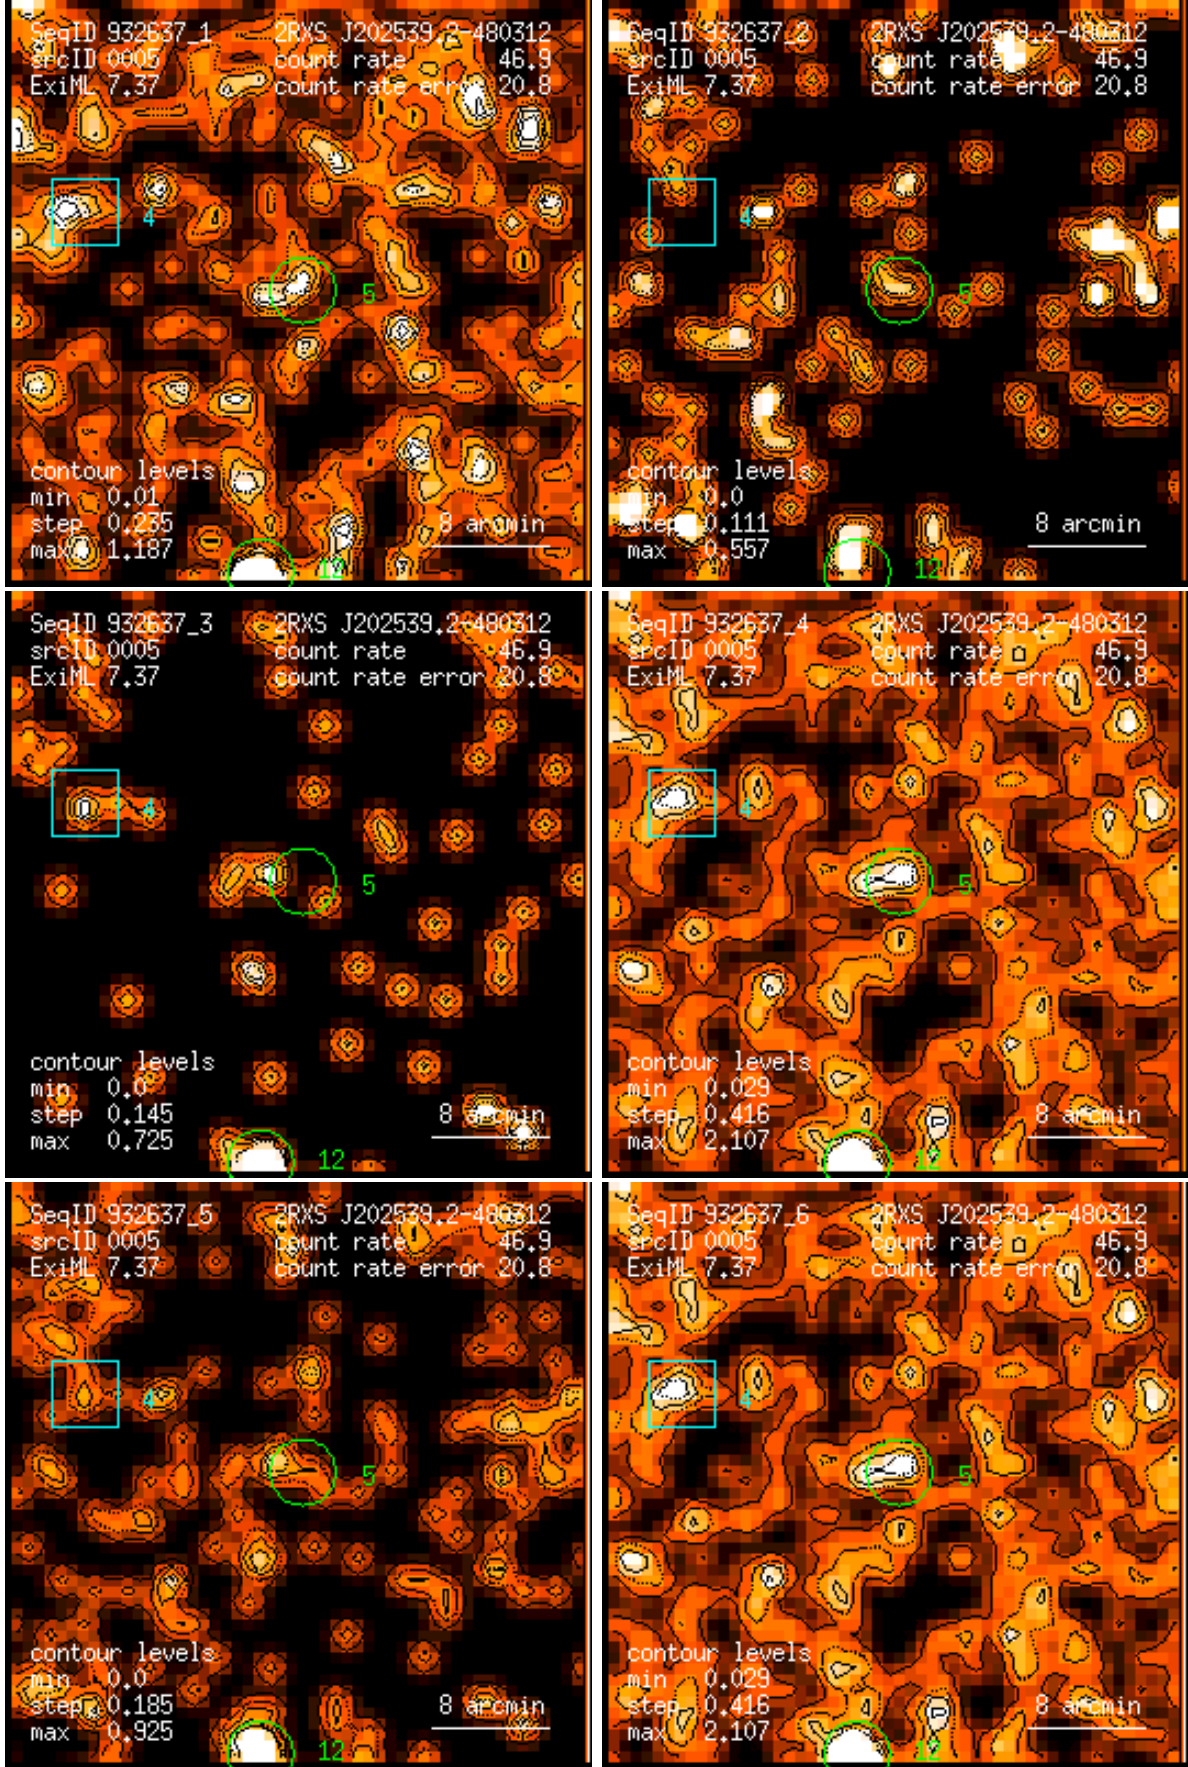 SeqID 932637_1 2RXS J202539.2-480312
srcID 0005 count rate 46.9
ExiML 7.37 count rate error 20.8
4
5
contour levels
min 0.01
step 0.235
max 1.187
8 arcmin
12
SeqID 932637_2 2RXS J202539.2-480312
srcID 0005 count rate 46.9
ExiML 7.37 count rate error 20.8
4
5
contour levels
min 0.0
step 0.111
max 0.557
8 arcmin
12
SeqID 932637_3 2RXS J202539.2-480312
srcID 0005 count rate 46.9
ExiML 7.37 count rate error 20.8
4
5
contour levels
min 0.0
step 0.145
max 0.725
8 arcmin
12
SeqID 932637_4 2RXS J202539.2-480312
srcID 0005 count rate 46.9
ExiML 7.37 count rate error 20.8
4
5
contour levels
min 0.029
step 0.416
max 2.107
8 arcmin
12
SeqID 932637_5 2RXS J202539.2-480312
srcID 0005 count rate 46.9
ExiML 7.37 count rate error 20.8
4
5
contour levels
min 0.0
step 0.185
max 0.925
8 arcmin
12
SeqID 932637_6 2RXS J202539.2-480312
srcID 0005 count rate 46.9
ExiML 7.37 count rate error 20.8
4
5
contour levels
min 0.029
step 0.416
max 2.107
8 arcmin
12